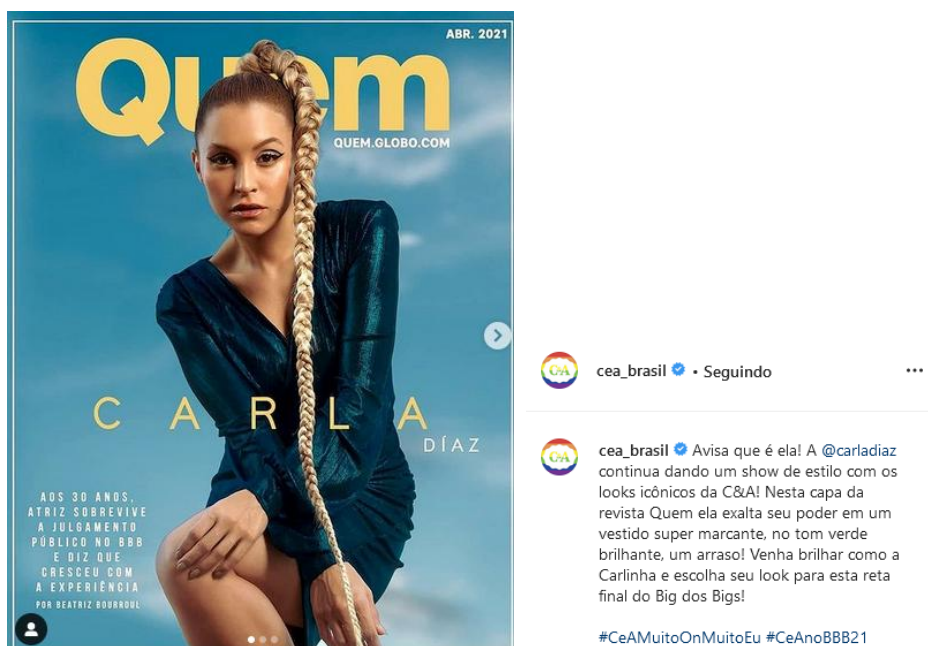 ABR. 2021
Quem
QUEM.GLOBO.COM
CARLA
DÍAZ
AOS 30 ANOS,
ATRIZ SOBREVIVE
A JULGAMENTO
PÚBLICO NO BBB
E DIZ QUE
CRESCEU COM
A EXPERIÊNCIA
POR BEATRIZ BOURROUL
C&A
cea_brasil • Seguindo
C&A
cea_brasil Avisa que é ela! A @carladiaz
continua dando um show de estilo com os
looks icônicos da C&A! Nesta capa da
revista Quem ela exalta seu poder em um
vestido super marcante, no tom verde
brilhante, um arraso! Venha brilhar como a
Carlinha e escolha seu look para esta reta
final do Big dos Bigs!
#CeAMuitoOnMuitoEu #CeAnoBBB21